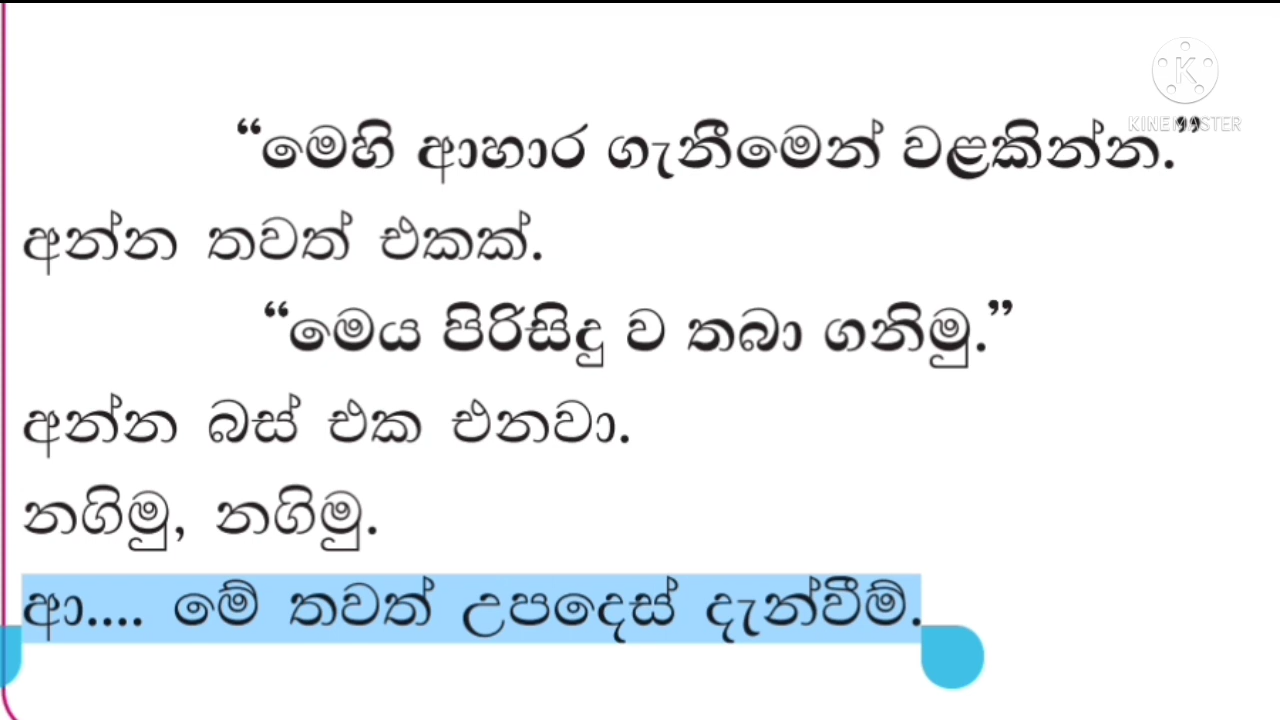 KINEMASTER
“මෙහි ආහාර ගැනීමෙන් වළකින්න.”
අන්න තවත් එකක්.
“මෙය පිරිසිදු ව තබා ගනිමු.”
අන්න බස් එක එනවා.
නගිමු, නගිමු.
ආ.... මේ තවත් උපදෙස් දැන්වීම්.